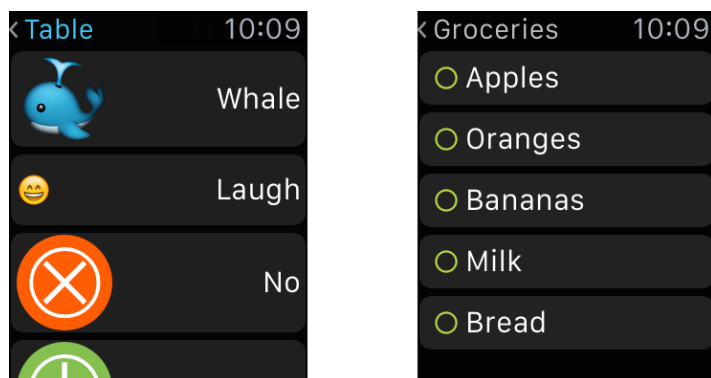 < Table 10:09
Whale
Laugh
No
< Groceries 10:09
Apples
Oranges
Bananas
Milk
Bread